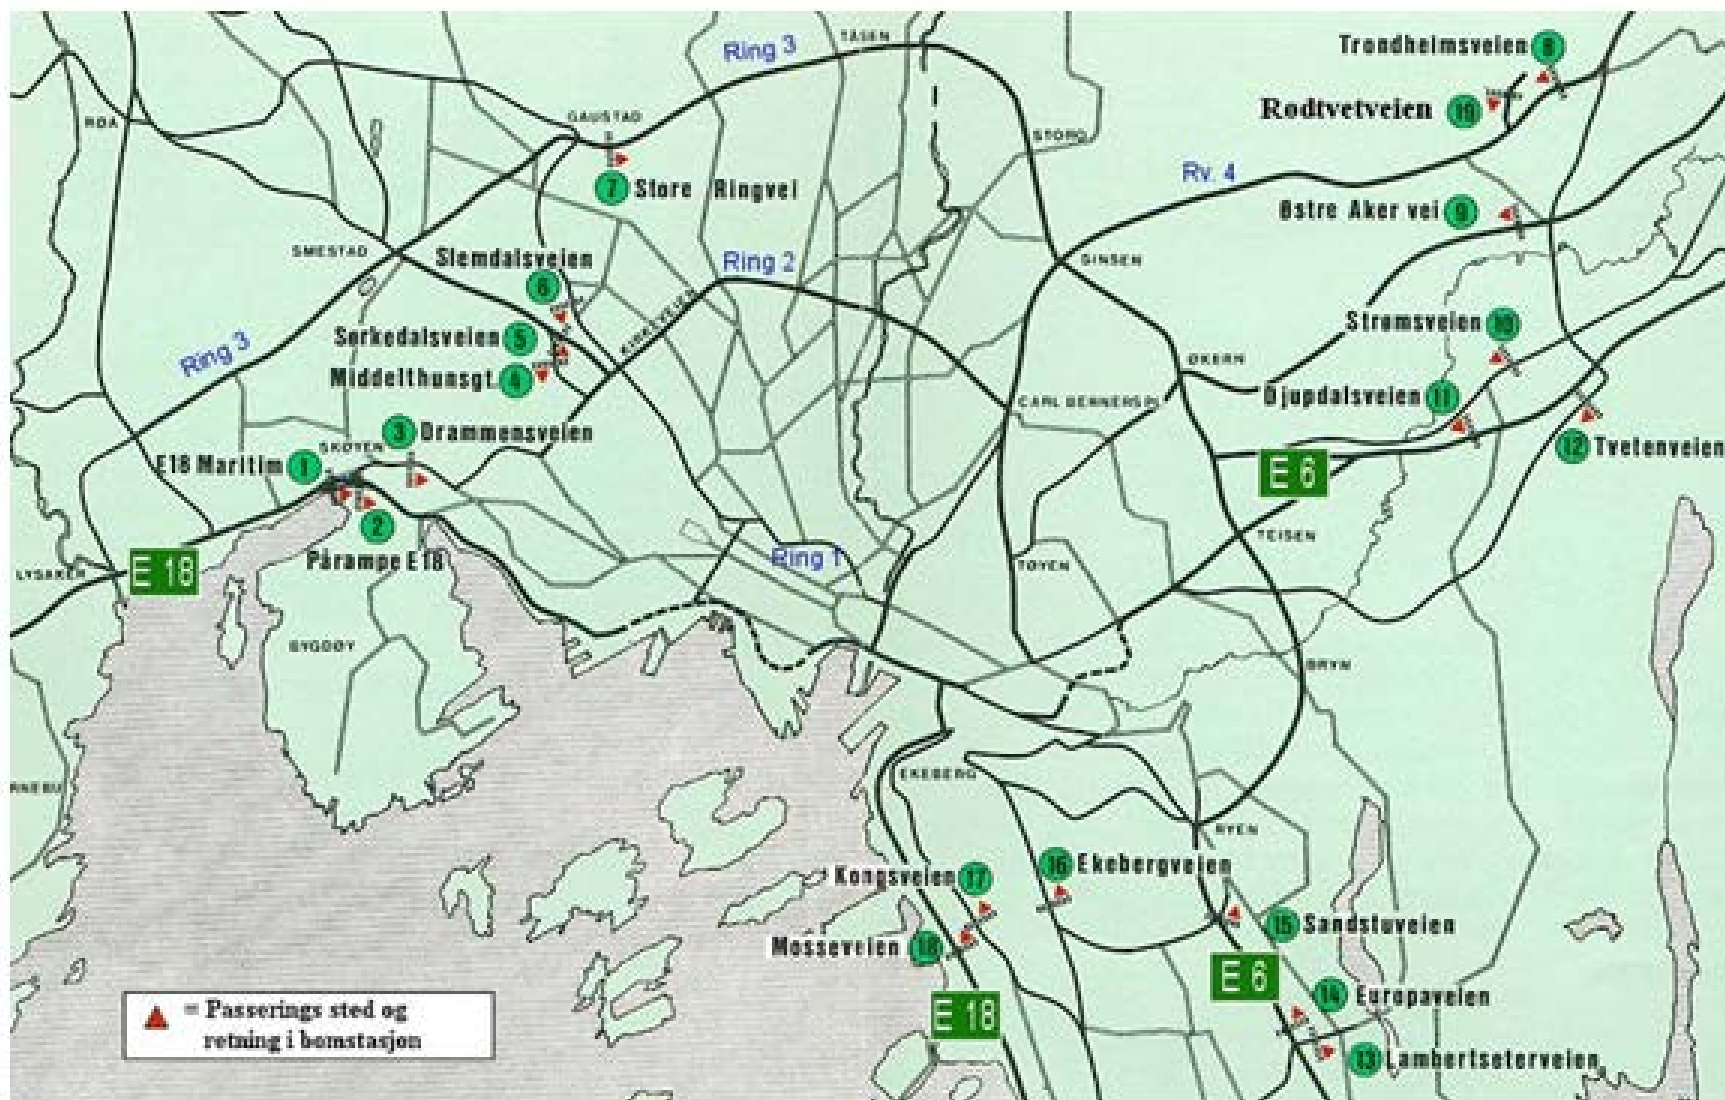 TÅSEN
Trondheimsveien 8
Ring 3
RØA
GAUSTAD
Rødtvetveien 19
STORO
Rv. 4
7 Store Ringvei
Østre Aker vei 9
SMESTAD
Slemdalsveien
6
Ring 2
SINSEN
KIRKEVEIEN
Strømsveien 10
Sørkedalsveien 5
Ring 3
ØKERN
Middelthunsgt. 4
Djupdalsveien 11
CARL BERNERS PL
3 Drammensveien
SKØYEN
12 Tvetenveien
E18 Maritim 1
E 6
2
TEISEN
Pårampe E18
Ring 1
TØYEN
LYSAKER
E 18
BYGDØY
BRYN
EKEBERG
RNEBU
RYEN
16 Ekebergveien
Kongsveien 17
15 Sandstuveien
Mosseveien 18
E 6
14 Europaveien
= Passerings sted og
retning i bomstasjon
E 18
13 Lambertseterveien